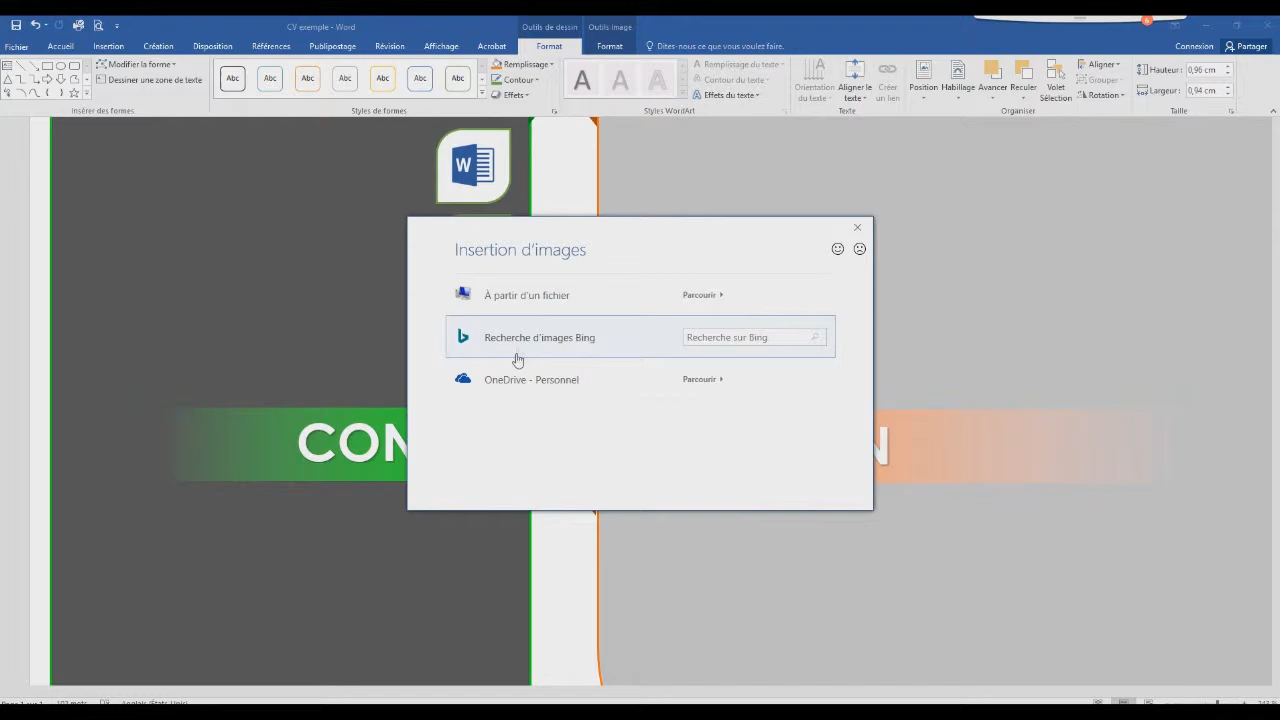 CV exemple - Word
Outils de dessin
Outils image
6
Fichier Accueil Insertion Création Disposition Références Publipostage Révision Affichage Acrobat Format Format Dites-nous ce que vous voulez faire. Connexion Partager
Modifier la forme
Dessiner une zone de texte
Insérer des formes
Abc Abc Abc Abc Abc Abc Abc
Remplissage
Contour
Effets
Styles de formes
A A A
Remplissage du texte
Contour du texte
Effets du texte
Styles WordArt
Orientation du texte
Aligner le texte
Créer un lien
Texte
Position
Habillage
Avancer
Reculer
Volet Sélection
Aligner
Grouper
Rotation
Organiser
Hauteur: 0,96 cm
Largeur: 0,94 cm
Taille
W
Insertion d'images
À partir d'un fichier
Parcourir
Recherche d'images Bing
Recherche sur Bing
OneDrive - Personnel
Parcourir
CON
N